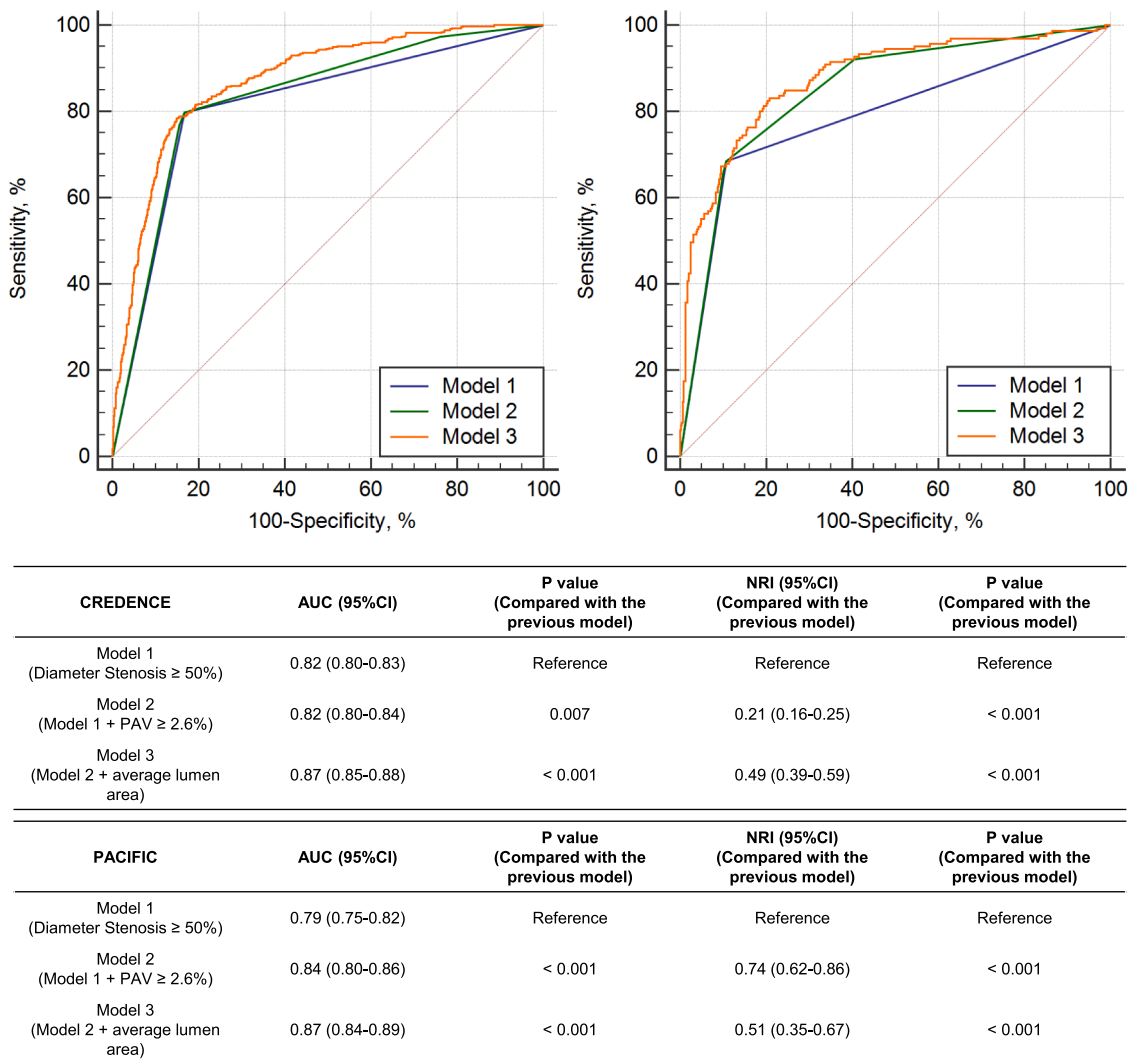 100
80
60
40
20
0
Sensitivity, %
Model 1
Model 2
Model 3
0 20 40 60 80 100
100-Specificity, %
100
80
60
40
20
0
Sensitivity, %
Model 1
Model 2
Model 3
0 20 40 60 80 100
100-Specificity, %
CREDENCE AUC (95%CI) P value (Compared with the previous model) NRI (95%CI) (Compared with the previous model) P value (Compared with the previous model)
Model 1 (Diameter Stenosis ≥ 50%) 0.82 (0.80-0.83) Reference Reference Reference
Model 2 (Model 1 + PAV ≥ 2.6%) 0.82 (0.80-0.84) 0.007 0.21 (0.16-0.25) < 0.001
Model 3 (Model 2 + average lumen area) 0.87 (0.85-0.88) < 0.001 0.49 (0.39-0.59) < 0.001
PACIFIC AUC (95%CI) P value (Compared with the previous model) NRI (95%CI) (Compared with the previous model) P value (Compared with the previous model)
Model 1 (Diameter Stenosis ≥ 50%) 0.79 (0.75-0.82) Reference Reference Reference
Model 2 (Model 1 + PAV ≥ 2.6%) 0.84 (0.80-0.86) < 0.001 0.74 (0.62-0.86) < 0.001
Model 3 (Model 2 + average lumen area) 0.87 (0.84-0.89) < 0.001 0.51 (0.35-0.67) < 0.001